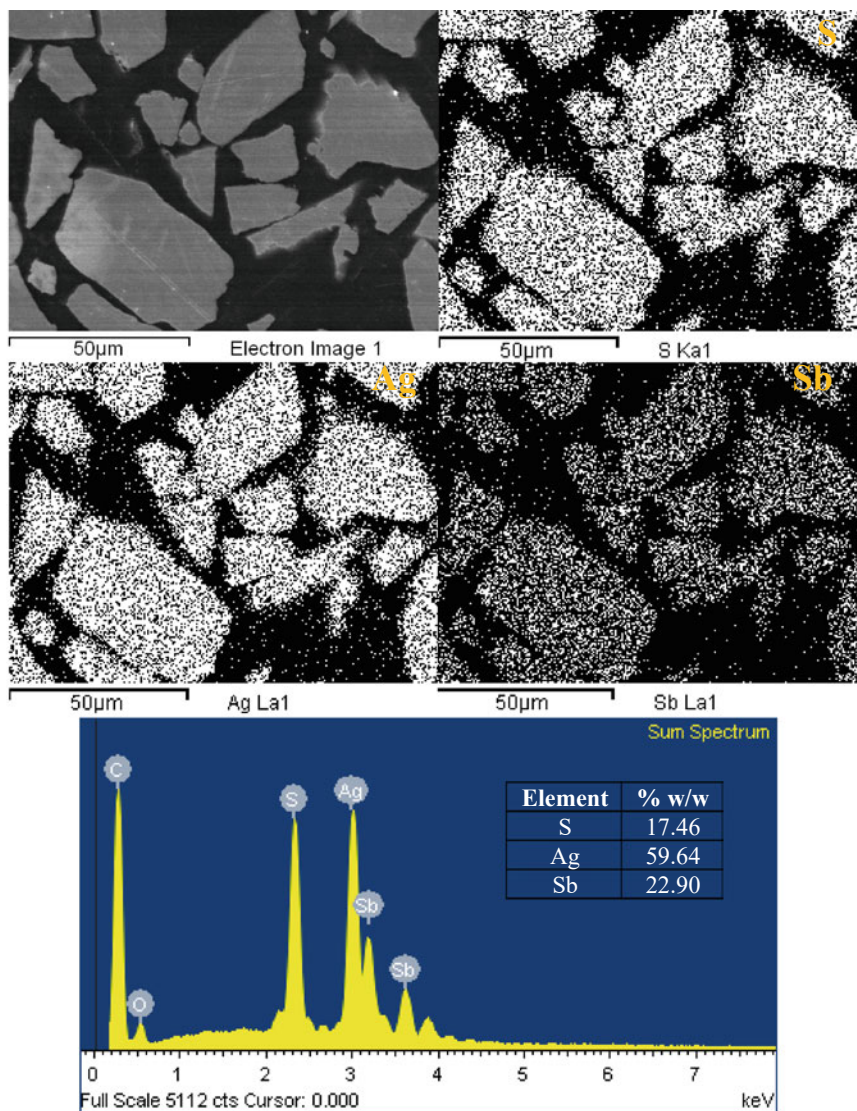 S
50µm Electron Image 1
50µm S Ka1
Ag
Sb
50µm Ag La1
50µm Sb La1
Sum Spectrum
C
S
Ag
Sb
Sb
O
Element % w/w
S 17.46
Ag 59.64
Sb 22.90
0 1 2 3 4 5 6 7
Full Scale 5112 cts Cursor: 0.000 keV